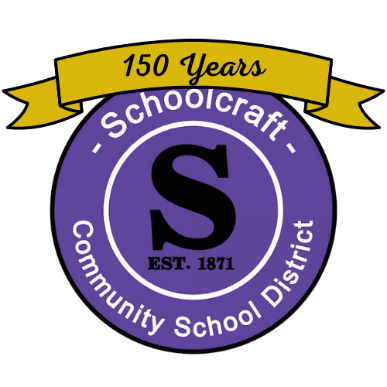 150 Years
- Schoolcraft -
S
EST. 1871
Community School District